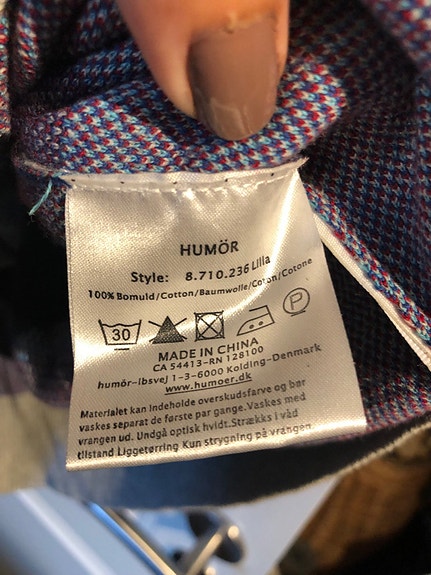 HUMÖR
Style: 8.710.236 Lilla
100% Bomuld/Cotton/Baumwolle/Coton/Cotone
30 P
MADE IN CHINA
CA 54413-RN 128100
humör-Ibsvej 1-3-6000 Kolding-Denmark
www.humoer.dk
Materialet kan indeholde overskudsfarve og bør
vaskes separat de første par gange. Vaskes med
vrangen ud. Undgå optisk hvidt. Strækks i våd
tilstand Liggetørring Kun strygning på vrangen